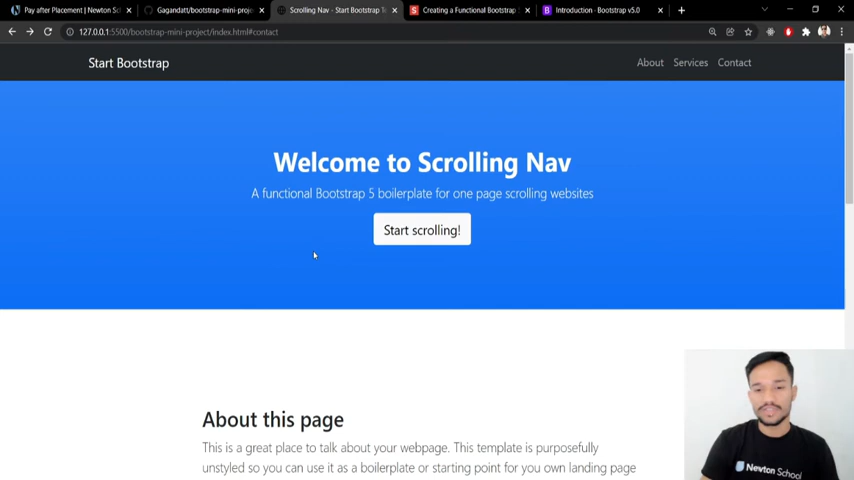 Pay after Placement | Newton Sc
Gagandatt/bootstrap-mini-proje
Scrolling Nav - Start Bootstrap Te
Creating a Functional Bootstrap 5
Introduction · Bootstrap v5.0
127.0.0.1:5500/bootstrap-mini-project/index.html#contact
Start Bootstrap
About
Services
Contact
Welcome to Scrolling Nav
A functional Bootstrap 5 boilerplate for one page scrolling websites
Start scrolling!
About this page
This is a great place to talk about your webpage. This template is purposefully
unstyled so you can use it as a boilerplate or starting point for you own landing page
Newton School